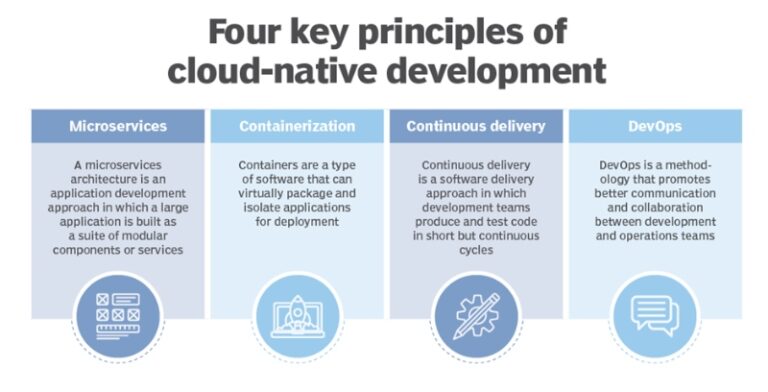 Four key principles of
cloud-native development
Microservices
A microservices
architecture is an
application development
approach in which a large
application is built as
a suite of modular
components or services
Containerization
Containers are a type
of software that can
virtually package and
isolate applications
for deployment
Continuous delivery
Continuous delivery
is a software delivery
approach in which
development teams
produce and test code
in short but continuous
cycles
DevOps
DevOps is a method-
ology that promotes
better communication
and collaboration
between development
and operations teams